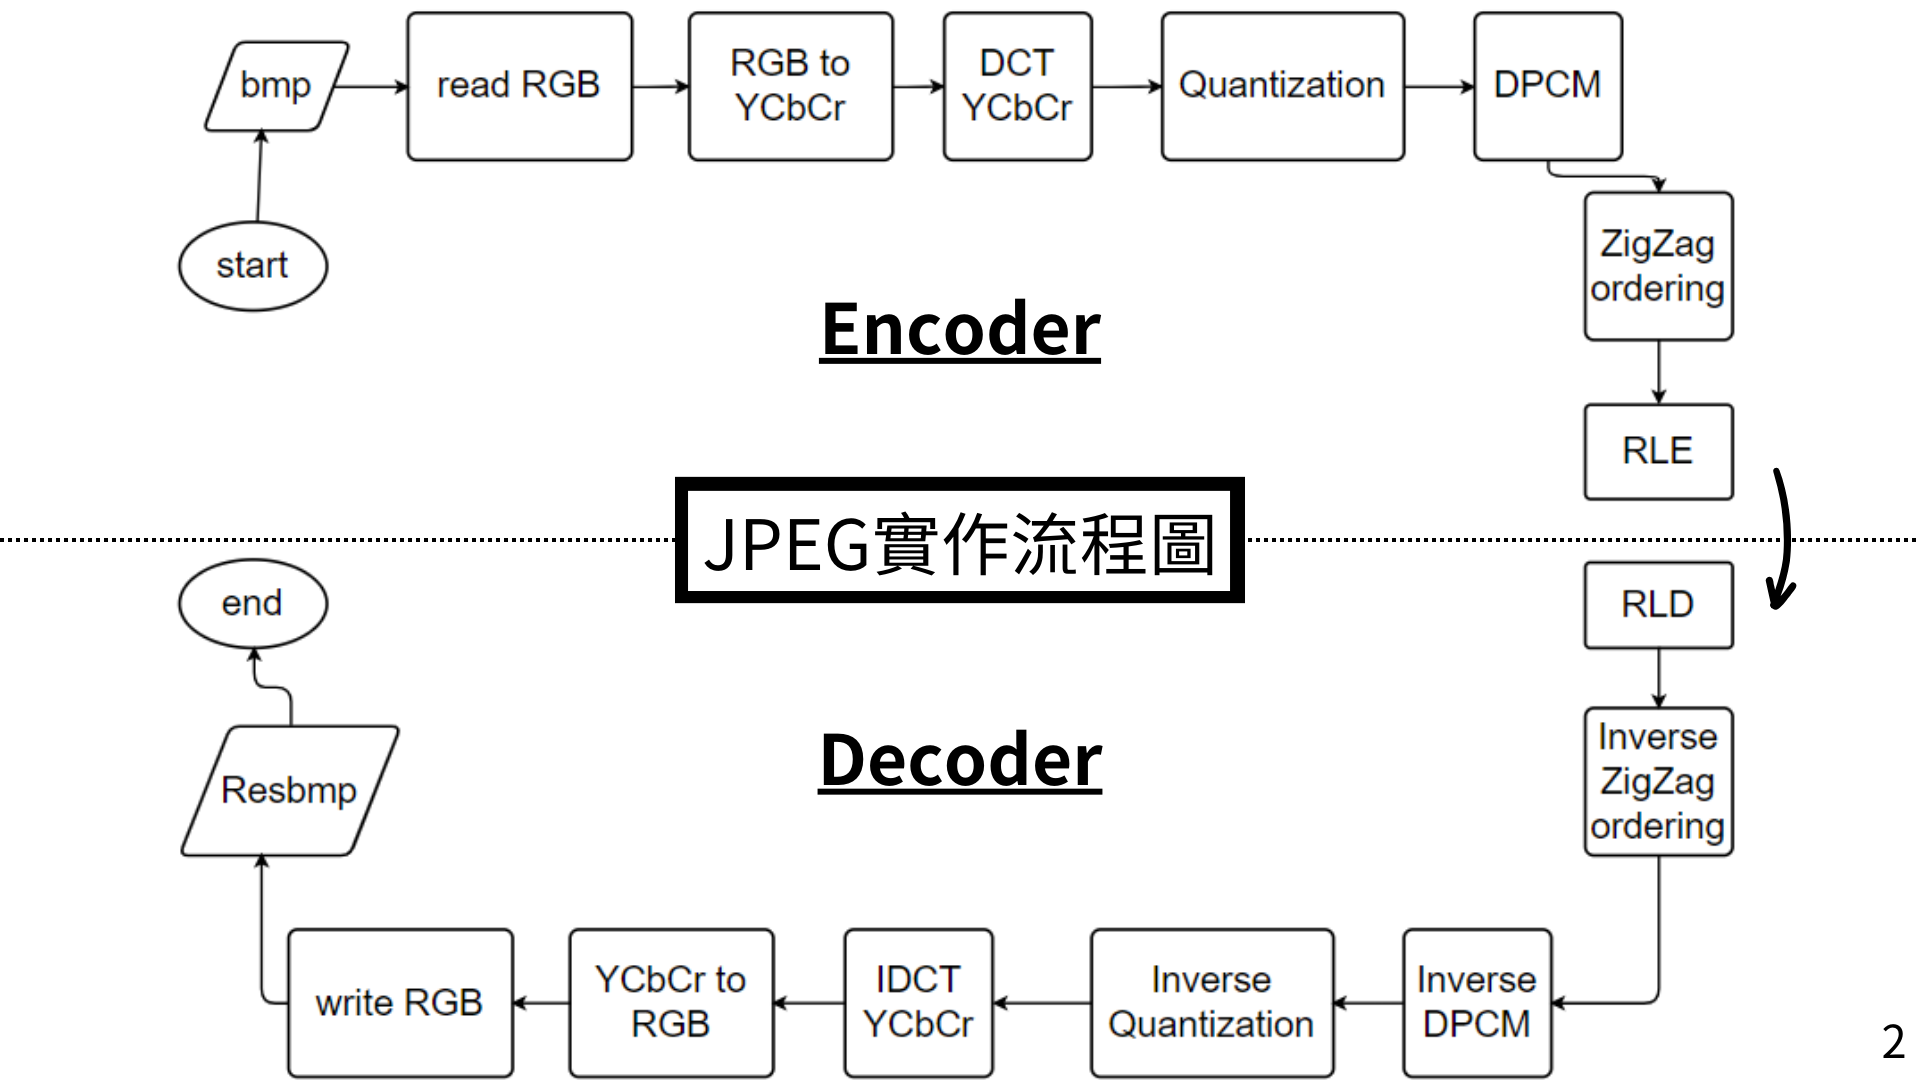 bmp
read RGB
RGB to
YCbCr
DCT
YCbCr
Quantization
DPCM
start
ZigZag
ordering
Encoder
RLE
JPEG實作流程圖
end
RLD
Decoder
Resbmp
Inverse
ZigZag
ordering
write RGB
YCbCr to
RGB
IDCT
YCbCr
Inverse
Quantization
Inverse
DPCM
2